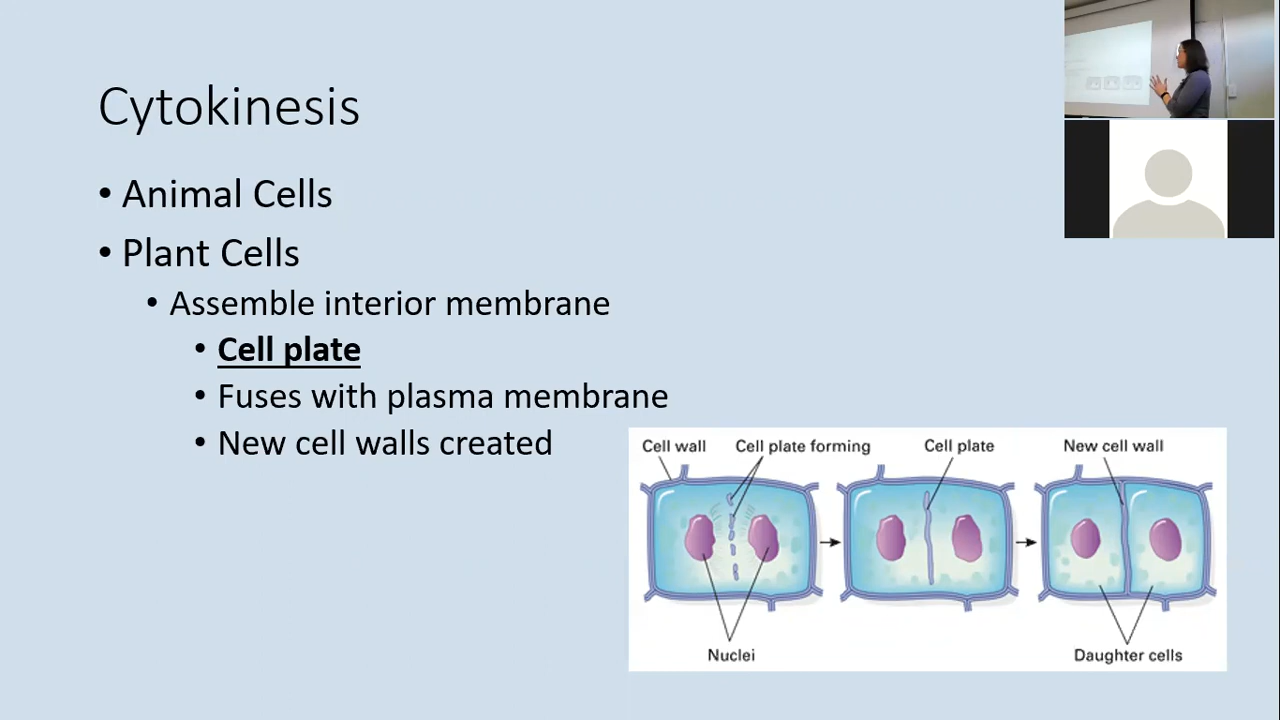 Cytokinesis
• Animal Cells
• Plant Cells
• Assemble interior membrane
• Cell plate
• Fuses with plasma membrane
• New cell walls created
Cell wall
Cell plate forming
Cell plate
New cell wall
Nuclei
Daughter cells